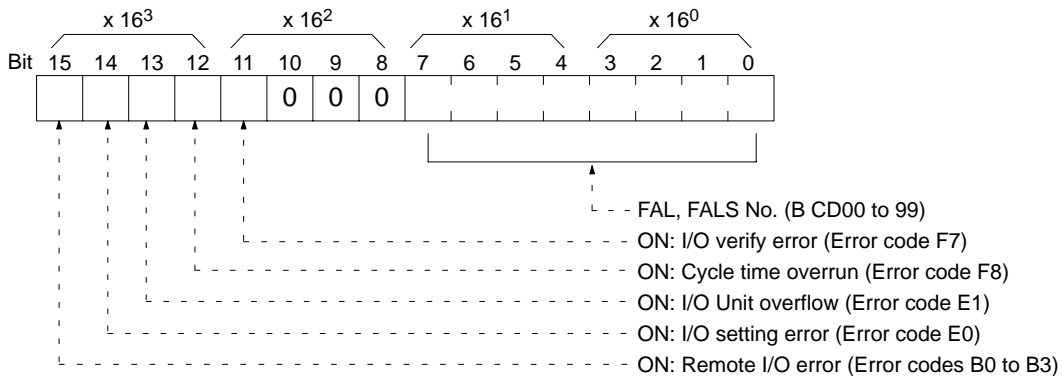 x 16³ x 16² x 16¹ x 16⁰
Bit 15 14 13 12 11 10 9 8 7 6 5 4 3 2 1 0
0 0 0
FAL, FALS No. (B CD00 to 99)
ON: I/O verify error (Error code F7)
ON: Cycle time overrun (Error code F8)
ON: I/O Unit overflow (Error code E1)
ON: I/O setting error (Error code E0)
ON: Remote I/O error (Error codes B0 to B3)